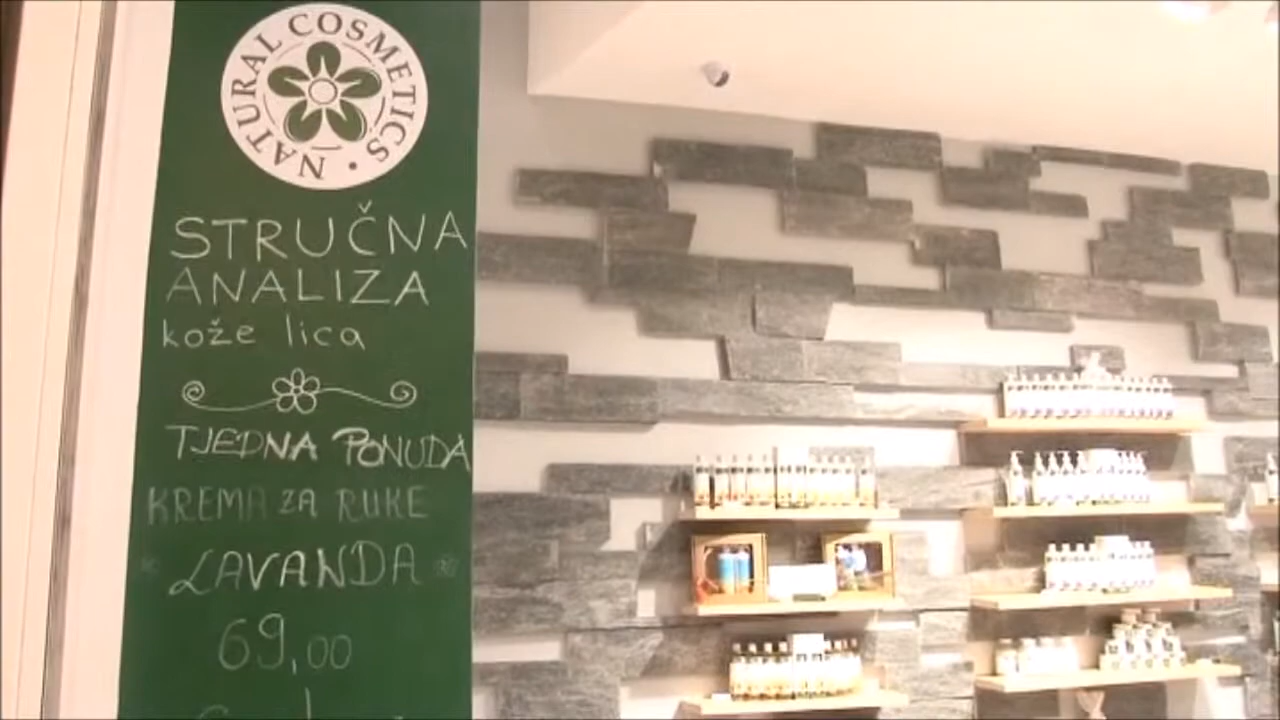 NATURAL COSMETICS •
STRUČNA
ANALIZA
kože lica
TJEDNA PONUDA
KREMA ZA RUKE
LAVANDA
69,00